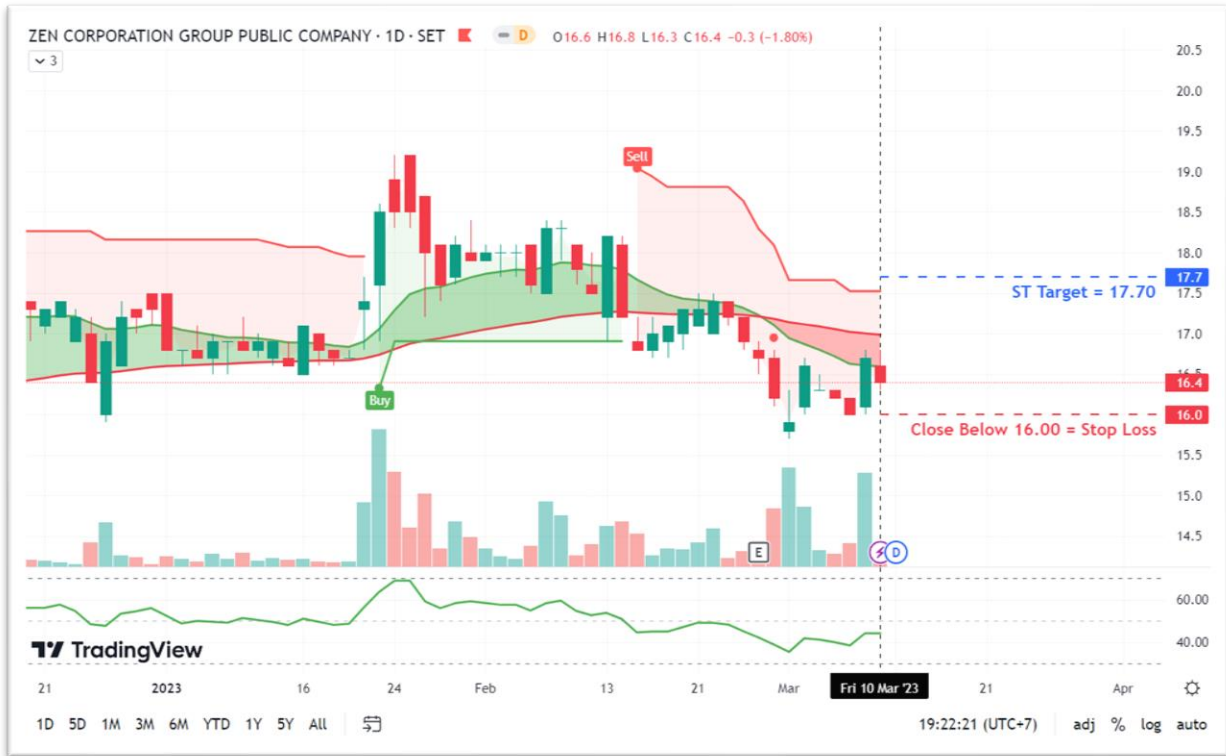 ZEN CORPORATION GROUP PUBLIC COMPANY · 1D · SET D O16.6 H16.8 L16.3 C16.4 −0.3 (−1.80%)
3
20.5
20.0
19.5
19.0
18.5
18.0
17.7
17.5
17.0
16.5
16.4
16.0
15.5
15.0
14.5
60.00
40.00
Sell
Buy
ST Target = 17.70
Close Below 16.00 = Stop Loss
E
D
TradingView
21 2023 16 24 Feb 13 21 Mar Fri 10 Mar '23 21 Apr
1D 5D 1M 3M 6M YTD 1Y 5Y All 19:22:21 (UTC+7) adj % log auto